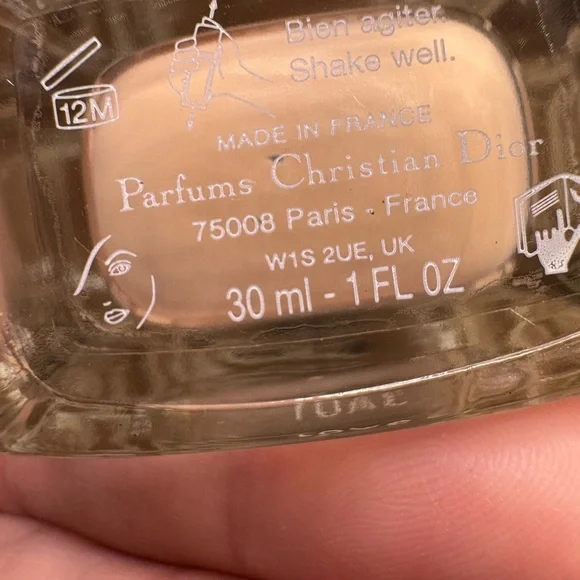 Bien agiter.
Shake well.
12M
MADE IN FRANCE
Parfums Christian Dior
75008 Paris - France
W1S 2UE, UK
30 ml - 1 FL OZ